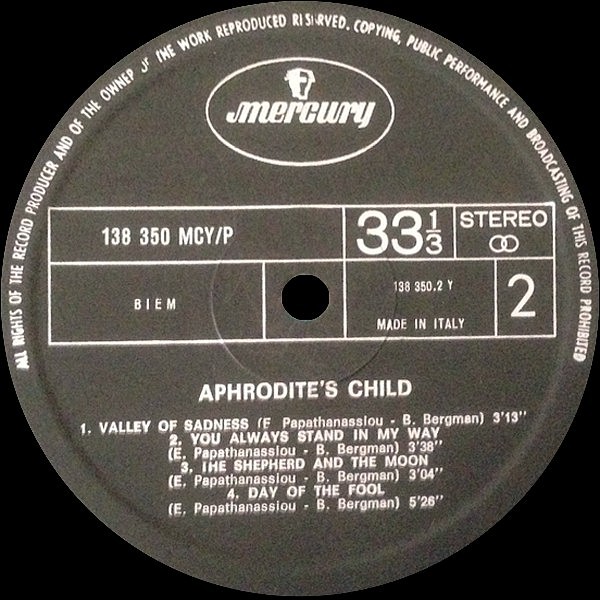 ALL RIGHTS OF THE RECORD PRODUCER AND OF THE OWNER OF THE WORK REPRODUCED RESERVED. COPYING, PUBLIC PERFORMANCE AND BROADCASTING OF THIS RECORD PROHIBITED
mercury
138 350 MCY/P
33 1/3
STEREO
BIEM
138 350.2 Y
2
MADE IN ITALY
APHRODITE'S CHILD
1. VALLEY OF SADNESS (E. Papathanassiou - B. Bergman) 3'13"
2. YOU ALWAYS STAND IN MY WAY
(E. Papathanassiou - B. Bergman) 3'38"
3. THE SHEPHERD AND THE MOON
(E. Papathanassiou - B. Bergman) 3'04"
4. DAY OF THE FOOL
(E. Papathanassiou - B. Bergman) 5'26"